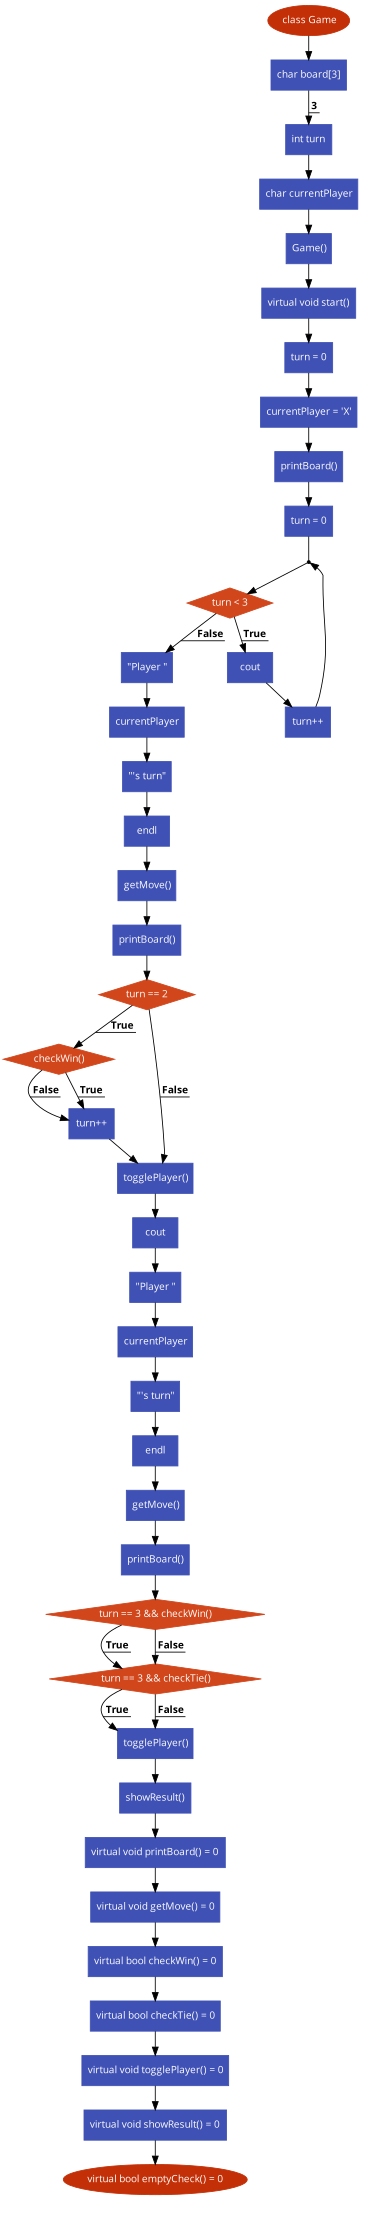 class Game
char board[3]
3
int turn
char currentPlayer
Game()
virtual void start()
turn = 0
currentPlayer = 'X'
printBoard()
turn = 0
turn < 3
False
True
"Player "
cout
currentPlayer
turn++
"'s turn"
endl
getMove()
printBoard()
turn == 2
True
checkWin()
False
True
False
turn++
togglePlayer()
cout
"Player "
currentPlayer
"'s turn"
endl
getMove()
printBoard()
turn == 3 && checkWin()
True
False
turn == 3 && checkTie()
True
False
togglePlayer()
showResult()
virtual void printBoard() = 0
virtual void getMove() = 0
virtual bool checkWin() = 0
virtual bool checkTie() = 0
virtual void togglePlayer() = 0
virtual void showResult() = 0
virtual bool emptyCheck() = 0